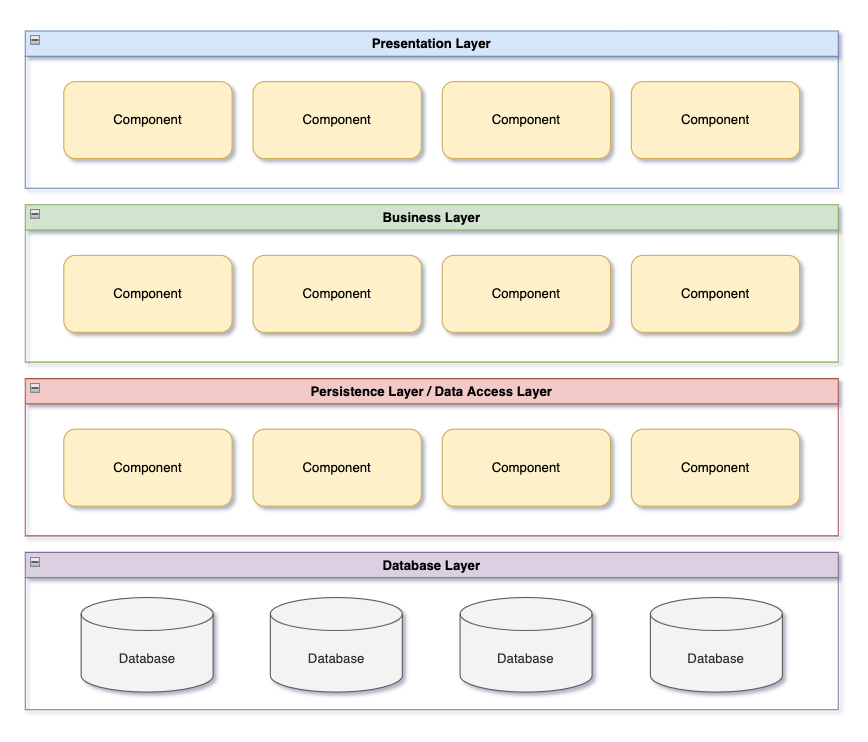 Presentation Layer
Component Component Component Component
Business Layer
Component Component Component Component
Persistence Layer / Data Access Layer
Component Component Component Component
Database Layer
Database Database Database Database